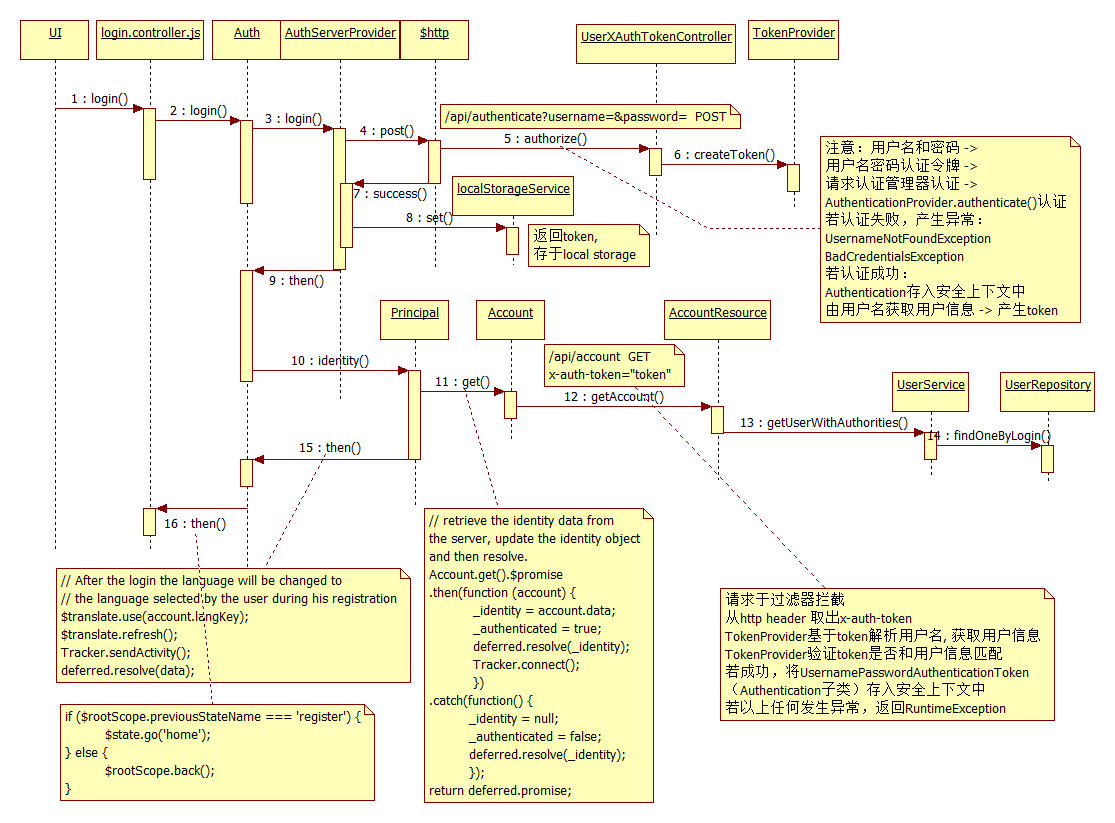 UI
login.controller.js
Auth
AuthServerProvider
$http
UserXAuthTokenController
TokenProvider
1 : login()
2 : login()
3 : login()
4 : post()
/api/authenticate?username=&password=  POST
5 : authorize()
6 : createToken()
7 : success()
localStorageService
8 : set()
返回token,
存于local storage
注意：用户名和密码 ->
用户名密码认证令牌 ->
请求认证管理器认证 ->
AuthenticationProvider.authenticate()认证
若认证失败，产生异常：
UsernameNotFoundException
BadCredentialsException
若认证成功：
Authentication存入安全上下文中
由用户名获取用户信息 -> 产生token
9 : then()
Principal
Account
AccountResource
10 : identity()
/api/account  GET
x-auth-token="token"
11 : get()
12 : getAccount()
UserService
UserRepository
13 : getUserWithAuthorities()
14 : findOneByLogin()
15 : then()
16 : then()
// After the login the language will be changed to
// the language selected by the user during his registration
$translate.use(account.langKey);
$translate.refresh();
Tracker.sendActivity();
deferred.resolve(data);
if ($rootScope.previousStateName === 'register') {
$state.go('home');
} else {
$rootScope.back();
}
// retrieve the identity data from
the server, update the identity object
and then resolve.
Account.get().$promise
.then(function (account) {
_identity = account.data;
_authenticated = true;
deferred.resolve(_identity);
Tracker.connect();
})
.catch(function() {
_identity = null;
_authenticated = false;
deferred.resolve(_identity);
});
return deferred.promise;
请求于过滤器拦截
从http header 取出x-auth-token
TokenProvider基于token解析用户名, 获取用户信息
TokenProvider验证token是否和用户信息匹配
若成功，将UsernamePasswordAuthenticationToken
（Authentication子类）存入安全上下文中
若以上任何发生异常，返回RuntimeException